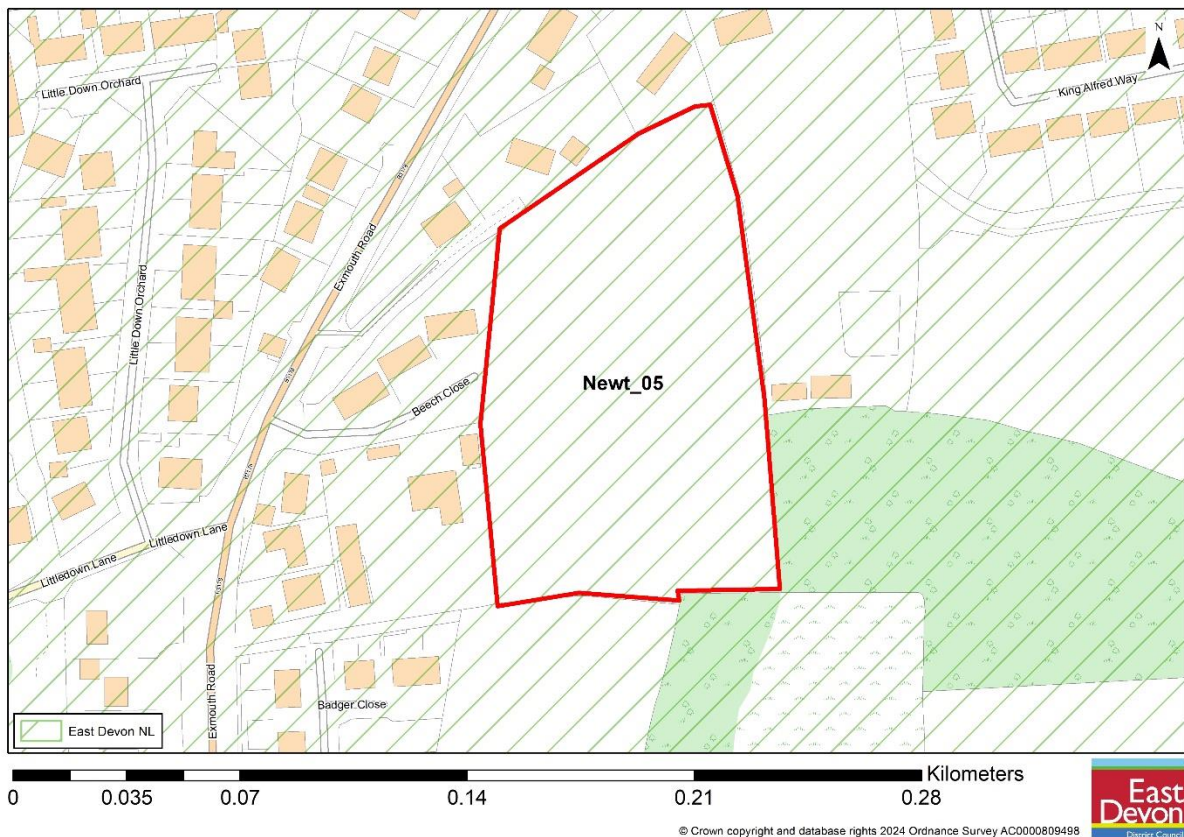 N
Little Down Orchard
King Alfred Way
Exmouth Road
Little Down Orchard
Newt_05
Beech Close
Littledown Lane
Littledown Lane
Exmouth Road
Badger Close
East Devon NL
Kilometers
0 0.035 0.07 0.14 0.21 0.28
East
Devon
District Council
© Crown copyright and database rights 2024 Ordnance Survey AC0000809498